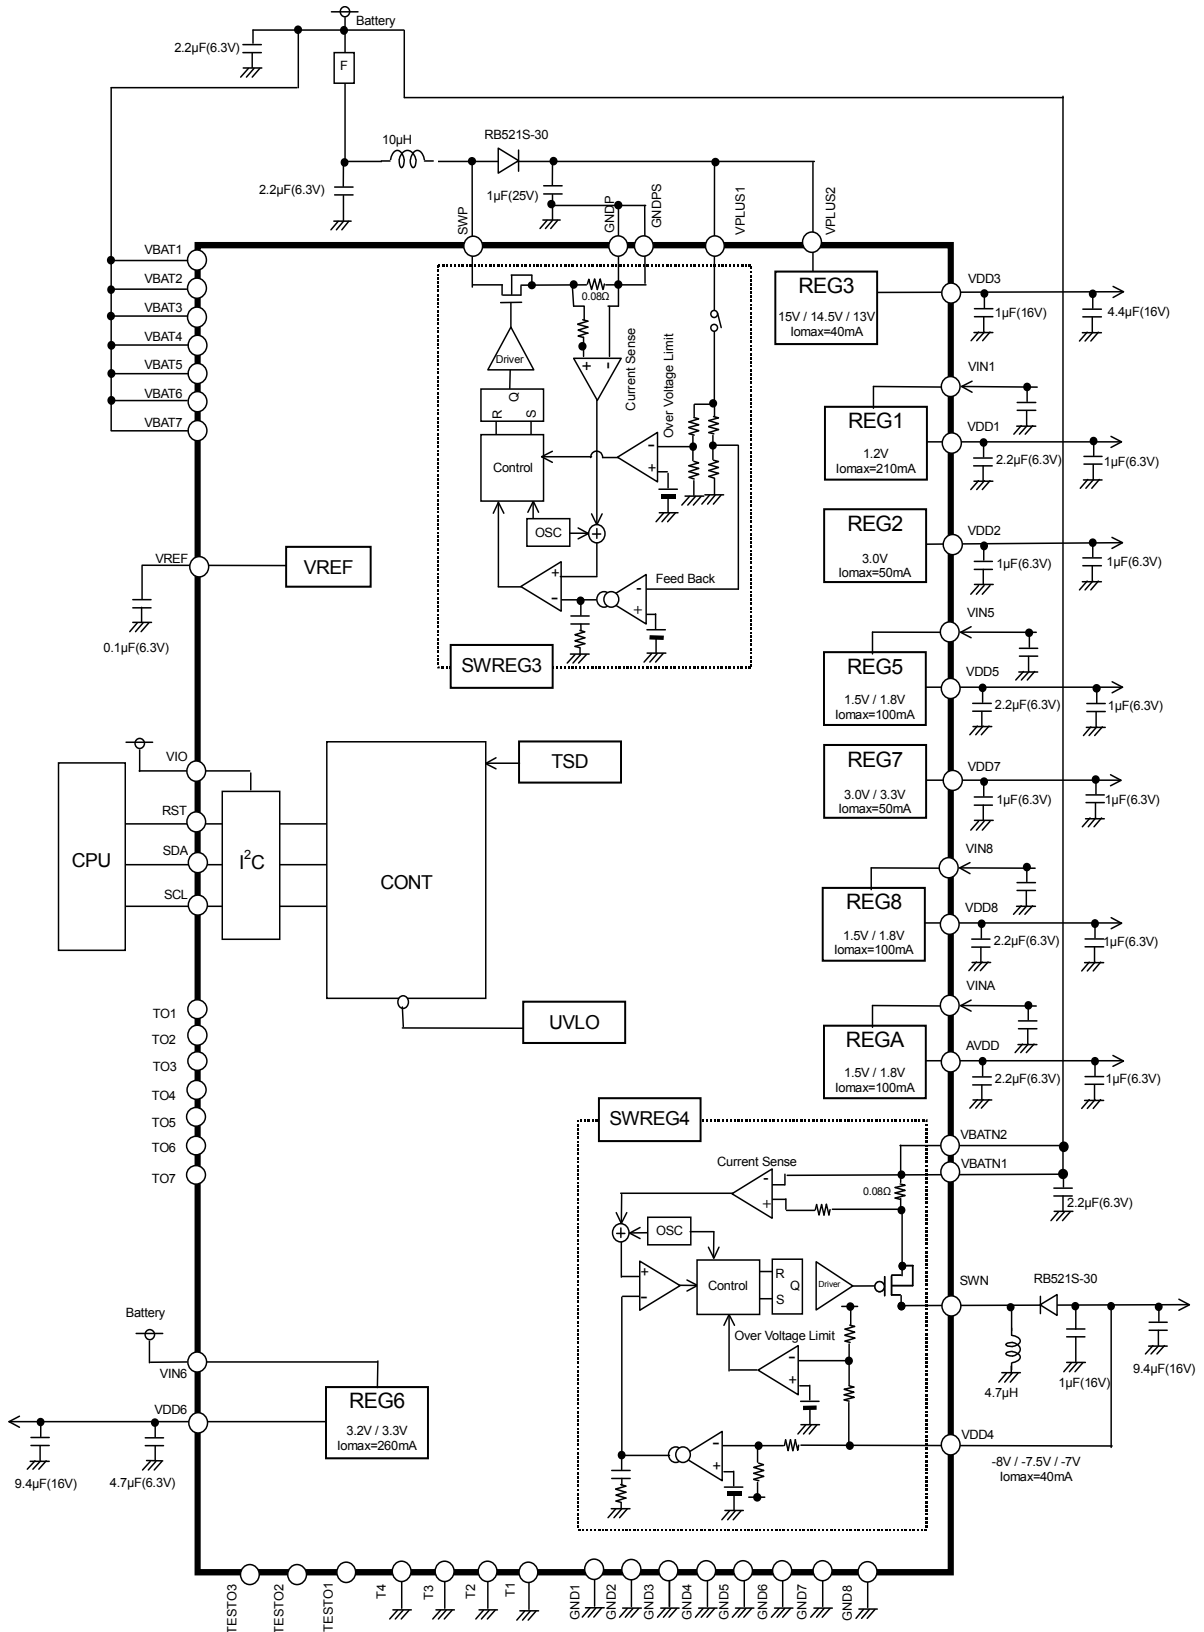 Battery
2.2µF(6.3V)
F
10µH
RB521S-30
2.2µF(6.3V)
1µF(25V)
SWP
GNDP
GNDPS
VPLUS1
VPLUS2
VBAT1
VBAT2
VBAT3
VBAT4
VBAT5
VBAT6
VBAT7
0.08Ω
Driver
Q
R
S
+
-
Current Sense
Over Voltage Limit
Control
-
+
OSC
+
+
-
Feed Back
-
+
SWREG3
REG3
15V / 14.5V / 13V
Iomax=40mA
VDD3
1µF(16V)
4.4µF(16V)
VIN1
REG1
1.2V
Iomax=210mA
VDD1
2.2µF(6.3V)
1µF(6.3V)
REG2
3.0V
Iomax=50mA
VDD2
1µF(6.3V)
1µF(6.3V)
VREF
VREF
0.1µF(6.3V)
VIN5
REG5
1.5V / 1.8V
Iomax=100mA
VDD5
2.2µF(6.3V)
1µF(6.3V)
REG7
3.0V / 3.3V
Iomax=50mA
VDD7
1µF(6.3V)
1µF(6.3V)
VIO
RST
SDA
SCL
CPU
I²C
CONT
TSD
UVLO
VIN8
REG8
1.5V / 1.8V
Iomax=100mA
VDD8
2.2µF(6.3V)
1µF(6.3V)
VINA
REGA
1.5V / 1.8V
Iomax=100mA
AVDD
2.2µF(6.3V)
1µF(6.3V)
TO1
TO2
TO3
TO4
TO5
TO6
TO7
SWREG4
VBATN2
VBATN1
2.2µF(6.3V)
Current Sense
-
+
0.08Ω
+
OSC
+
-
Control
R
S
Q
Driver
SWN
RB521S-30
Over Voltage Limit
-
+
4.7µH
1µF(16V)
9.4µF(16V)
VDD4
-8V / -7.5V / -7V
Iomax=40mA
-
+
Battery
VIN6
REG6
3.2V / 3.3V
Iomax=260mA
VDD6
9.4µF(16V)
4.7µF(6.3V)
TESTO3
TESTO2
TESTO1
T4
T3
T2
T1
GND1
GND2
GND3
GND4
GND5
GND6
GND7
GND8